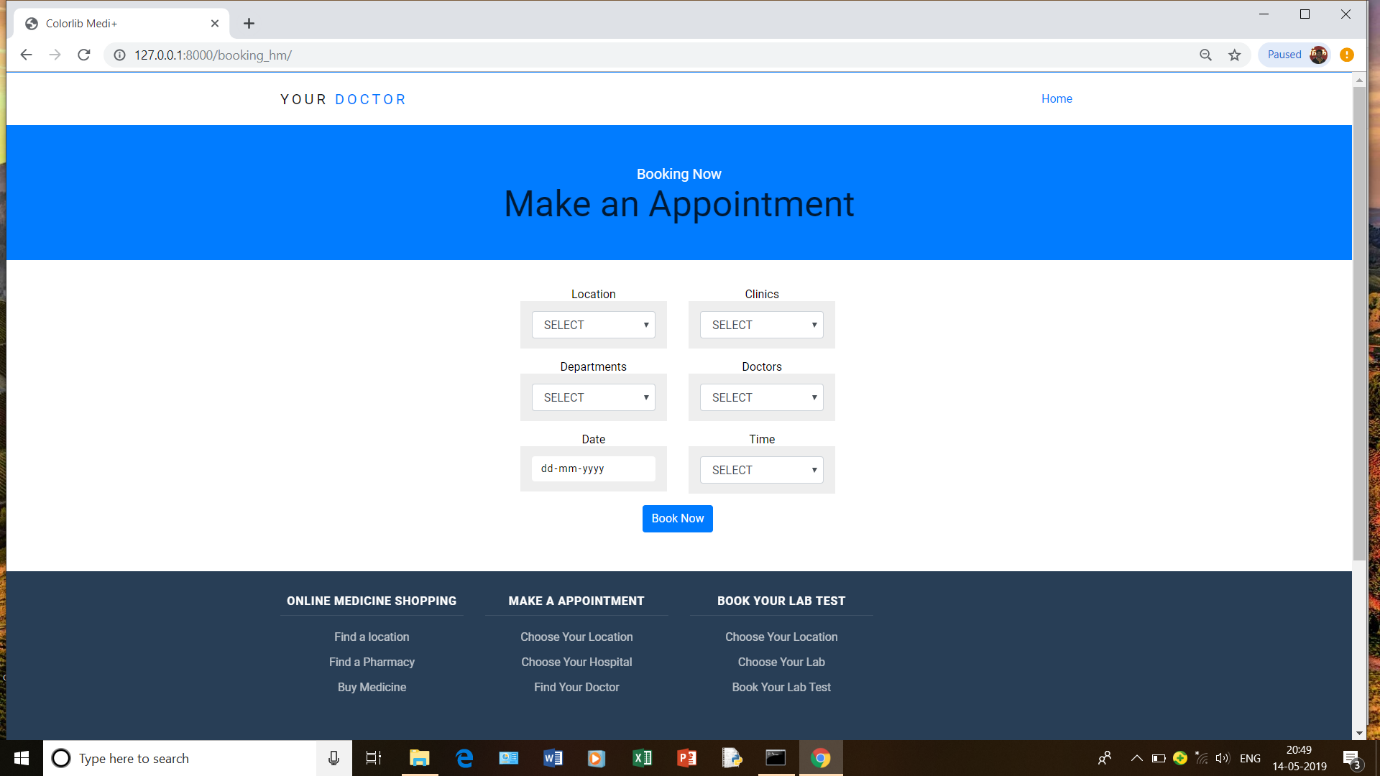 Colorlib Medi+
127.0.0.1:8000/booking_hm/
Paused
YOUR DOCTOR
Home
Booking Now
Make an Appointment
Location Clinics
SELECT SELECT
Departments Doctors
SELECT SELECT
Date Time
dd-mm-yyyy SELECT
Book Now
ONLINE MEDICINE SHOPPING MAKE A APPOINTMENT BOOK YOUR LAB TEST
Find a location Choose Your Location Choose Your Location
Find a Pharmacy Choose Your Hospital Choose Your Lab
Buy Medicine Find Your Doctor Book Your Lab Test
Type here to search
ENG
20:49
14-05-2019
3